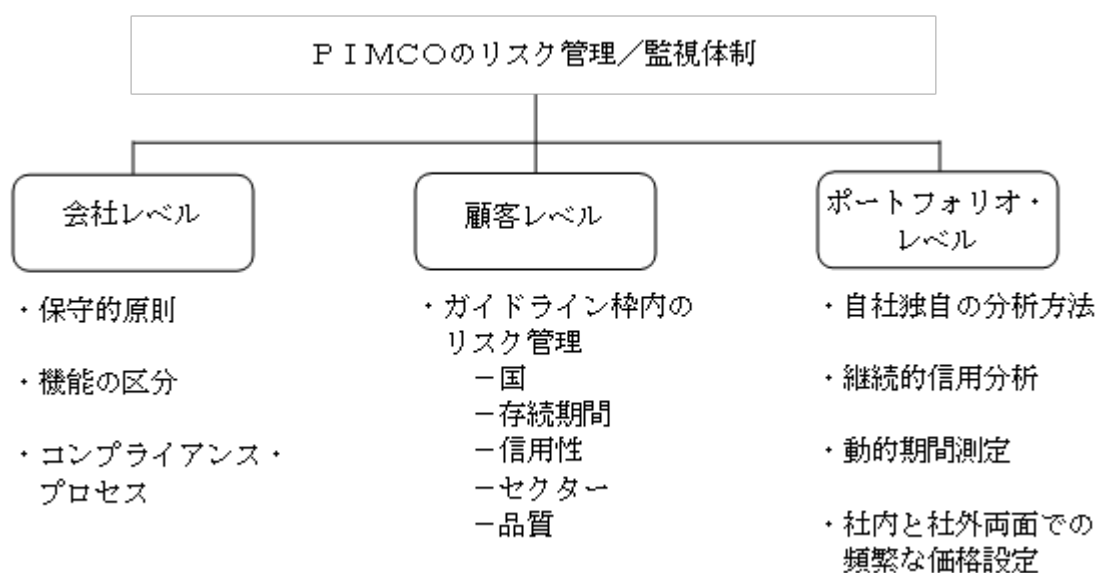 ＰＩＭＣＯのリスク管理／監視体制
会社レベル
・保守的原則
・機能の区分
・コンプライアンス・
プロセス
顧客レベル
・ガイドライン枠内の
リスク管理
－国
－存続期間
－信用性
－セクター
－品質
ポートフォリオ・
レベル
・自社独自の分析方法
・継続的信用分析
・動的期間測定
・社内と社外両面での
頻繁な価格設定